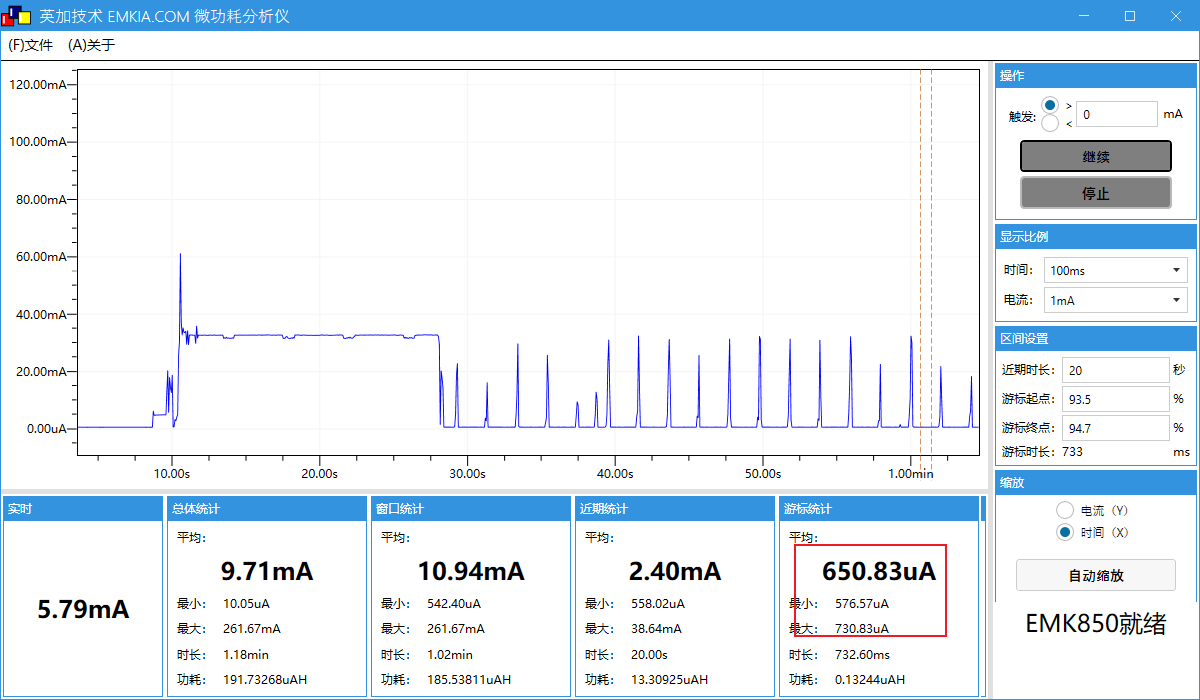 英加技术 EMKIA.COM 微功耗分析仪
(F)文件 (A)关于
120.00mA
100.00mA
80.00mA
60.00mA
40.00mA
20.00mA
0.00uA
10.00s 20.00s 30.00s 40.00s 50.00s 1.00min
操作
触发: > < 0 mA
继续
停止
显示比例
时间: 100ms
电流: 1mA
区间设置
近期时长: 20 秒
游标起点: 93.5 %
游标终点: 94.7 %
游标时长: 733 ms
缩放
电流（Y）
时间（X）
自动缩放
EMK850就绪
实时
5.79mA
总体统计
平均:
9.71mA
最小: 10.05uA
最大: 261.67mA
时长: 1.18min
功耗: 191.73268uAH
窗口统计
平均:
10.94mA
最小: 542.40uA
最大: 261.67mA
时长: 1.02min
功耗: 185.53811uAH
近期统计
平均:
2.40mA
最小: 558.02uA
最大: 38.64mA
时长: 20.00s
功耗: 13.30925uAH
游标统计
平均:
650.83uA
最小: 576.57uA
最大: 730.83uA
时长: 732.60ms
功耗: 0.13244uAH